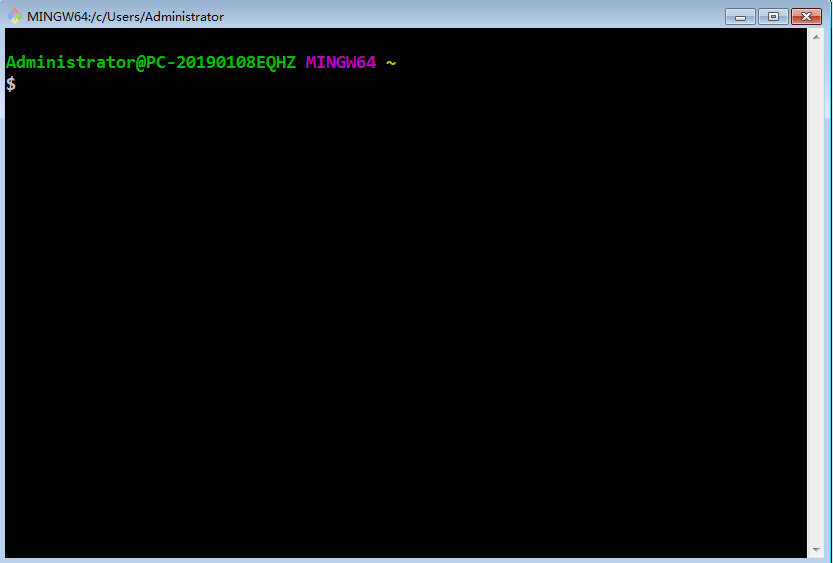 MINGW64:/c/Users/Administrator
Administrator@PC-20190108EQHZ MINGW64 ~
$